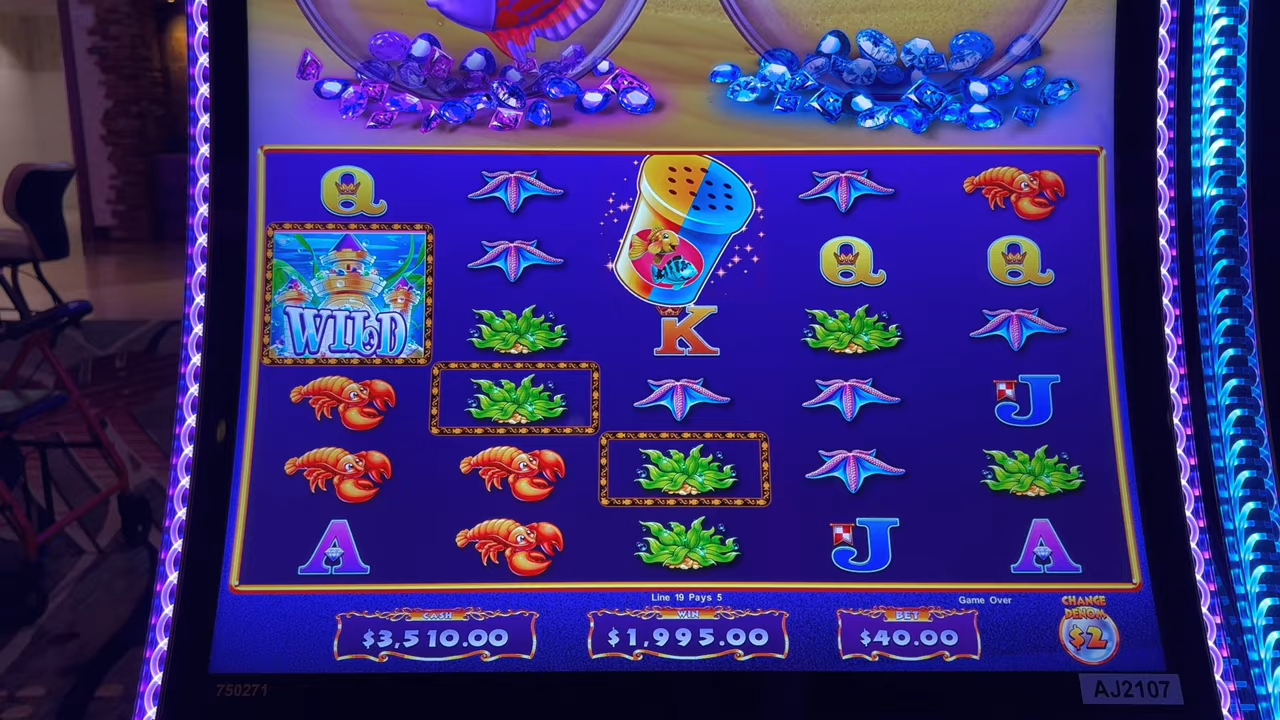 Q
WILD
Q
Q
K
J
A
J
A
Line 19 Pays 5
Game Over
CASH
WIN
BET
CHANGE
DENOM
$3,510.00
$1,995.00
$40.00
$2
750271
AJ2107